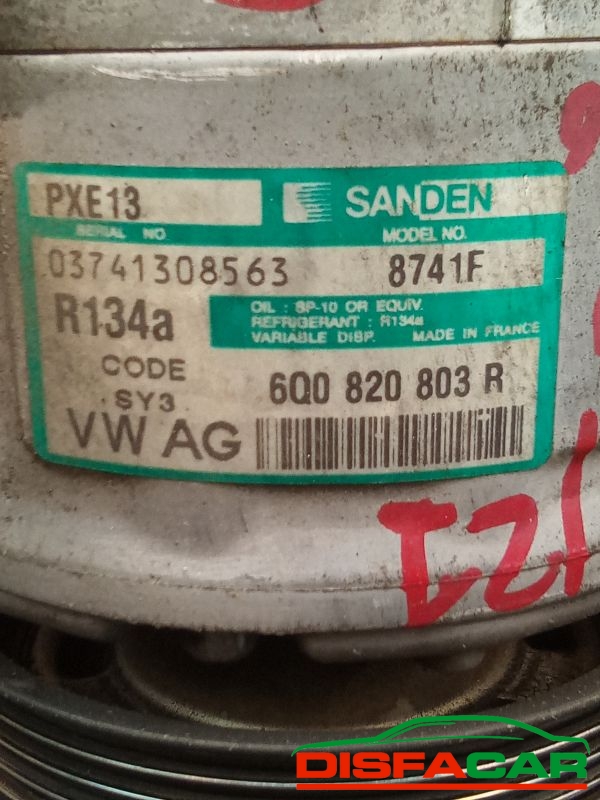 PXE13
SANDEN
SERIAL NO.
MODEL NO.
03741308563
8741F
R134a
OIL : SP-10 OR EQUIV.
REFRIGERANT : R134a
VARIABLE DISP. MADE IN FRANCE
CODE
SY3
6Q0 820 803 R
VW AG
DISFACAR